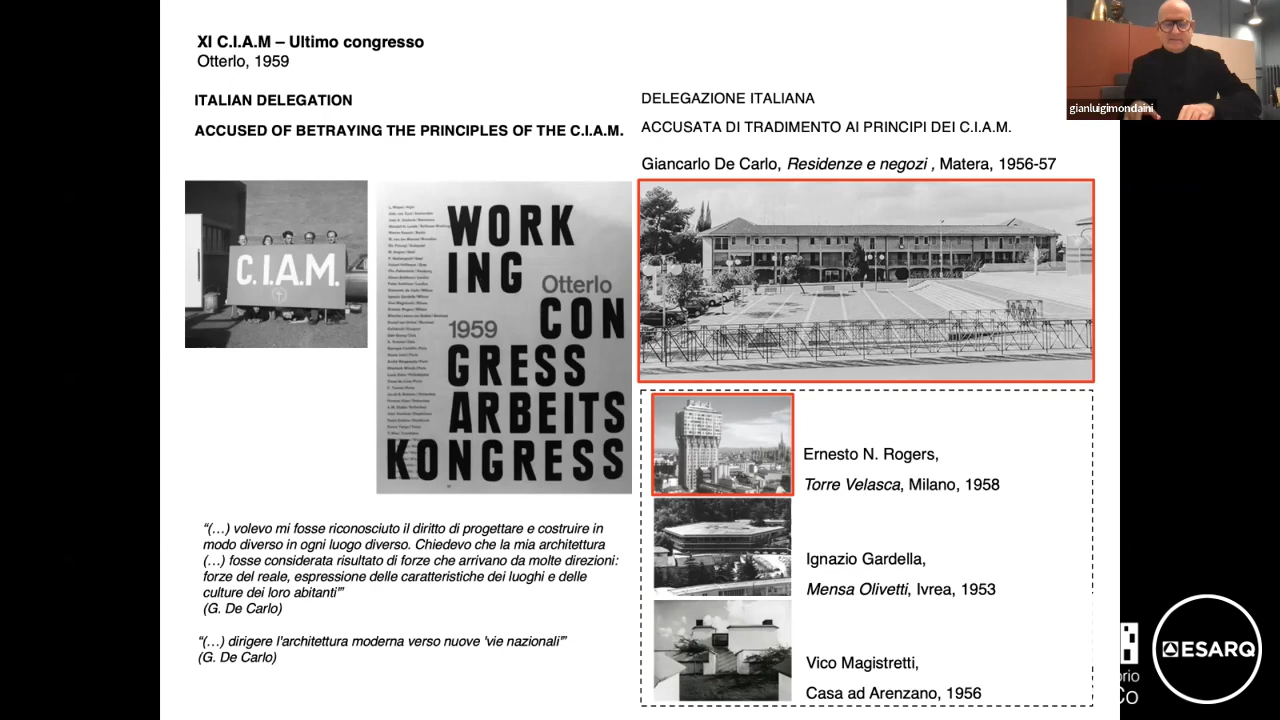 XI C.I.A.M – Ultimo congresso
Otterlo, 1959
ITALIAN DELEGATION
ACCUSED OF BETRAYING THE PRINCIPLES OF THE C.I.A.M.
DELEGAZIONE ITALIANA
ACCUSATA DI TRADIMENTO AI PRINCIPI DEI C.I.A.M.
Giancarlo De Carlo, Residenze e negozi , Matera, 1956-57
gianluigimondaini
C.I.A.M.
WORK
ING
Otterlo
CON
1959
GRESS
ARBEITS
KONGRESS
Ernesto N. Rogers,
Torre Velasca, Milano, 1958
Ignazio Gardella,
Mensa Olivetti, Ivrea, 1953
Vico Magistretti,
Casa ad Arenzano, 1956
“(…) volevo mi fosse riconosciuto il diritto di progettare e costruire in
modo diverso in ogni luogo diverso. Chiedevo che la mia architettura
(…) fosse considerata risultato di forze che arrivano da molte direzioni:
forze del reale, espressione delle caratteristiche dei luoghi e delle
culture dei loro abitanti”'
(G. De Carlo)
“(…) dirigere l'architettura moderna verso nuove 'vie nazionali'”
(G. De Carlo)
ESARQ